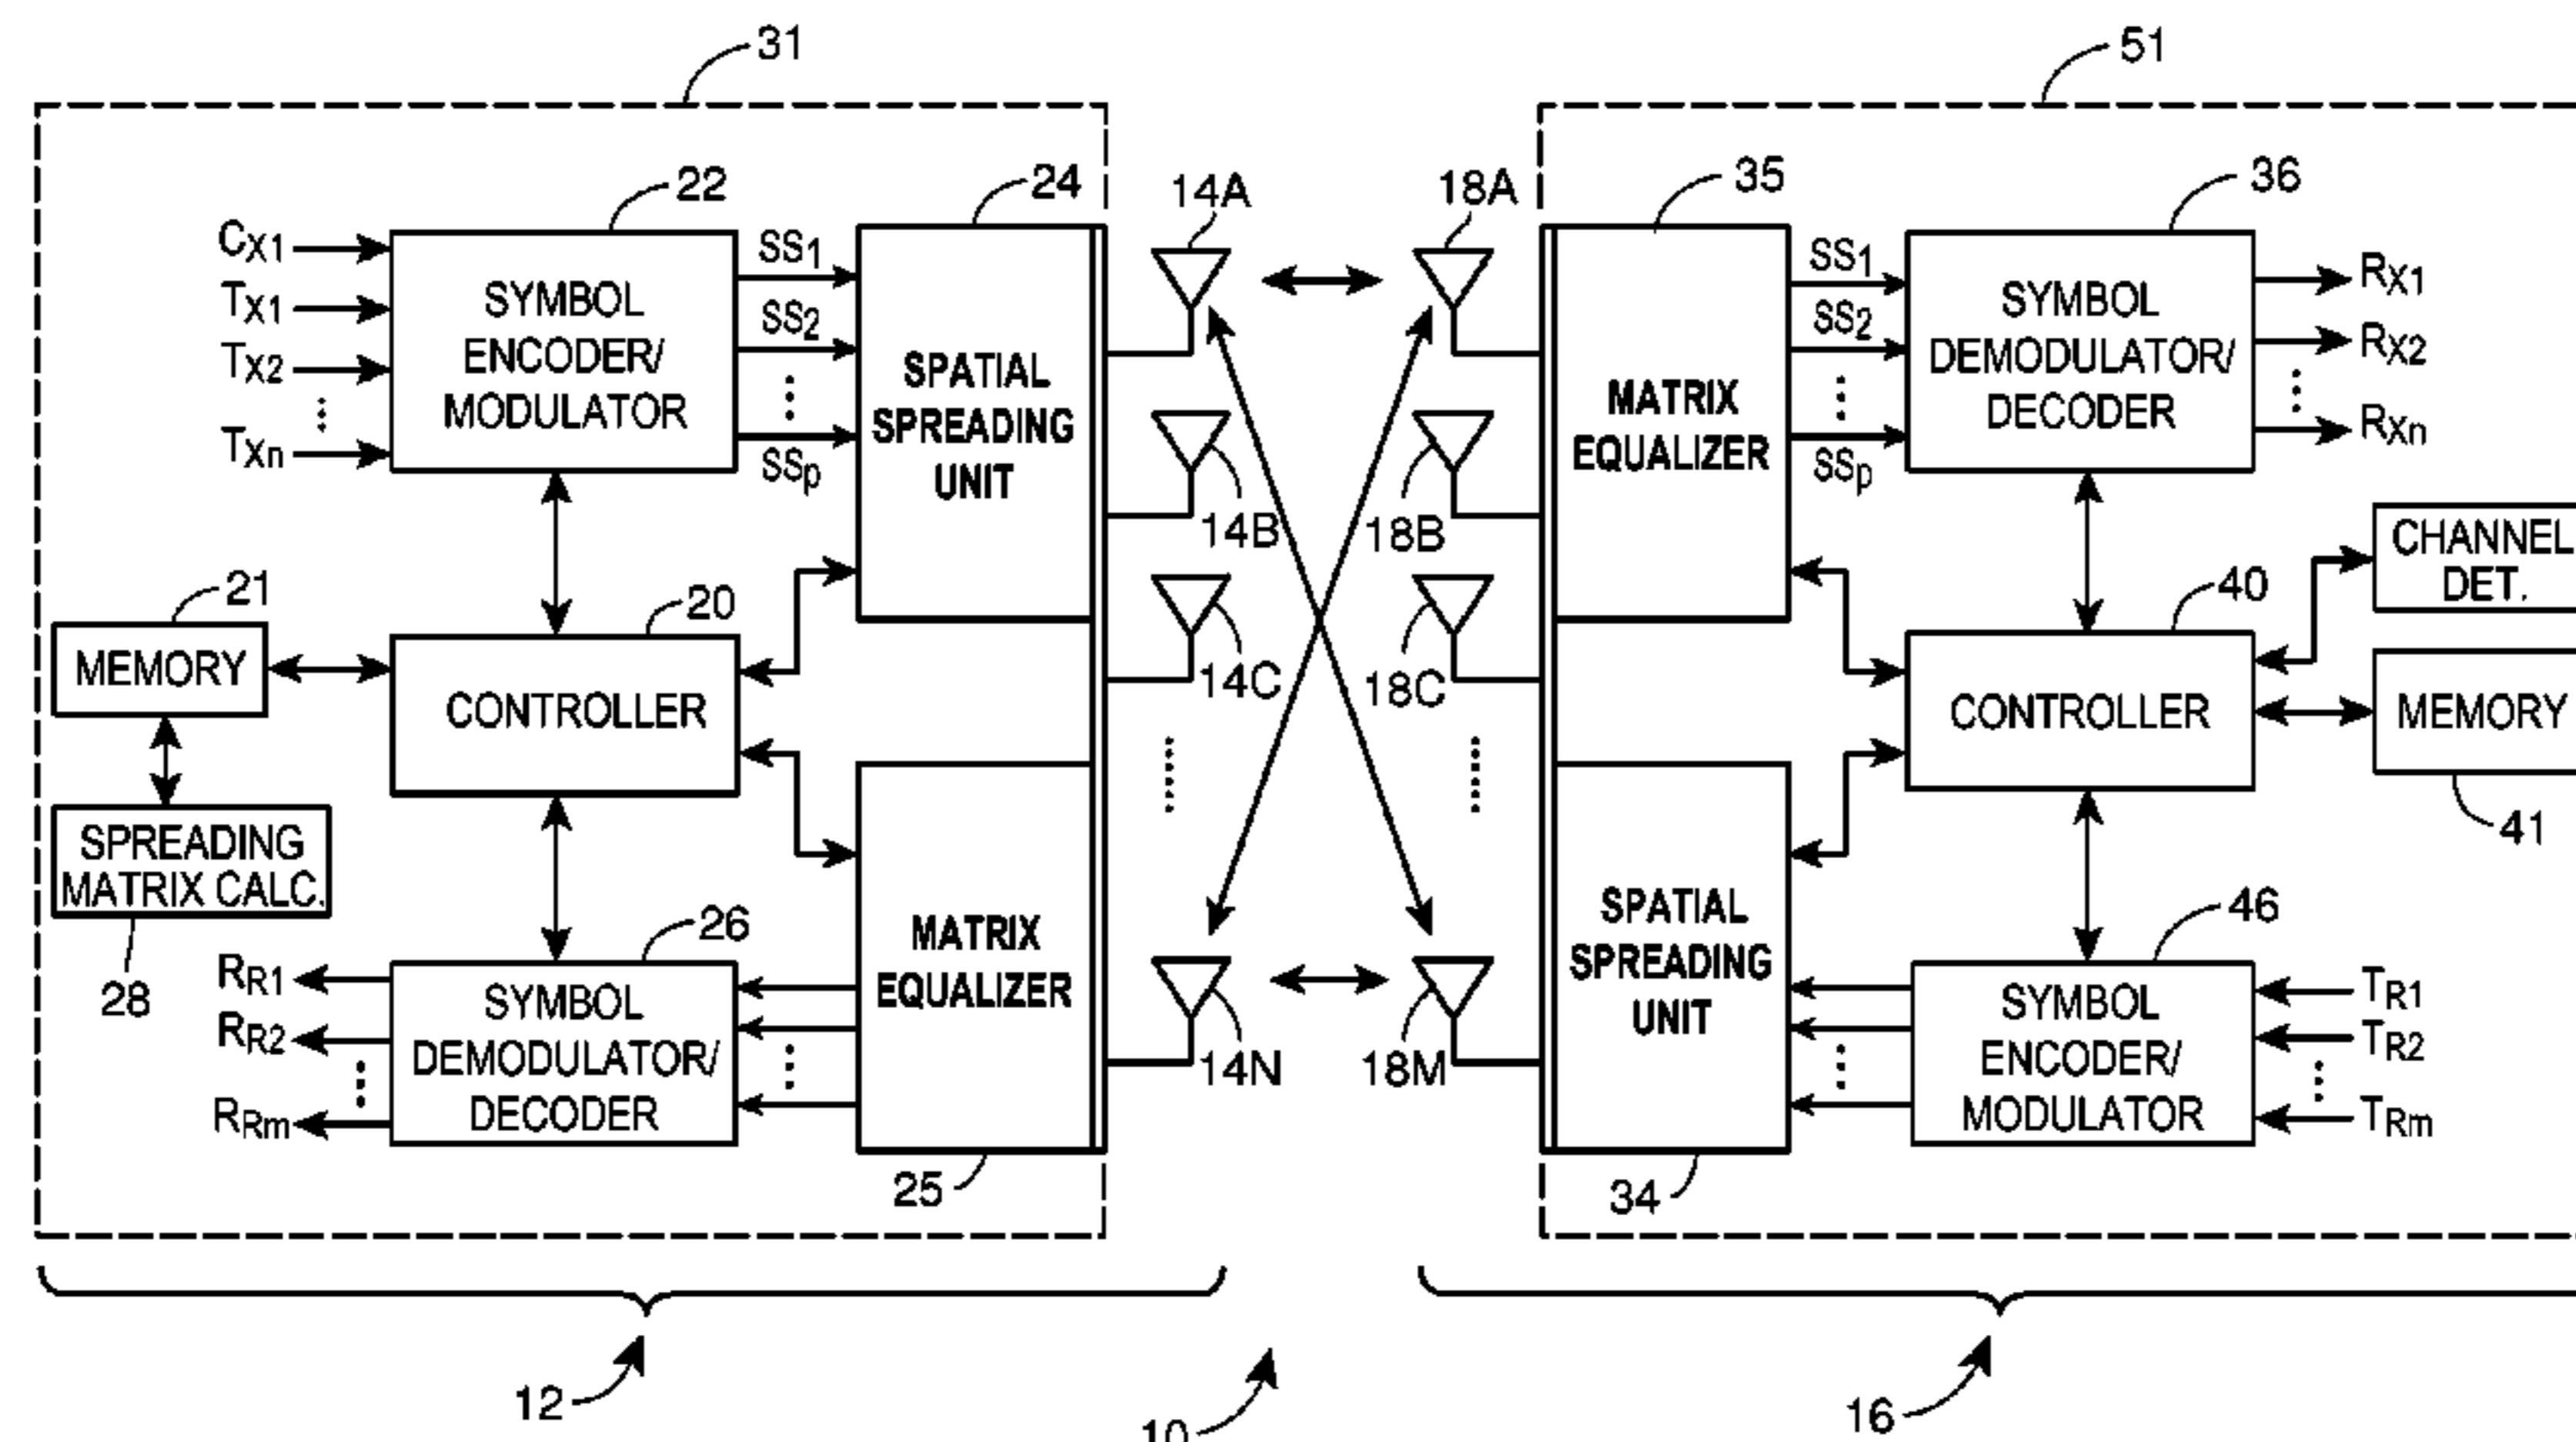 31
51
22
24
14A
18A
35
36
CX1
TX1
TX2
TXn
SYMBOL
ENCODER/
MODULATOR
SS1
SS2
SSp
SPATIAL
SPREADING
UNIT
14B
18B
14C
18C
MATRIX
EQUALIZER
SS1
SS2
SSp
SYMBOL
DEMODULATOR/
DECODER
RX1
RX2
RXn
CHANNEL
DET.
21
MEMORY
20
CONTROLLER
40
CONTROLLER
MEMORY
41
SPREADING
MATRIX CALC.
28
26
RR1
RR2
RRm
SYMBOL
DEMODULATOR/
DECODER
MATRIX
EQUALIZER
25
14N
18M
SPATIAL
SPREADING
UNIT
34
46
SYMBOL
ENCODER/
MODULATOR
TR1
TR2
TRm
12
10
16